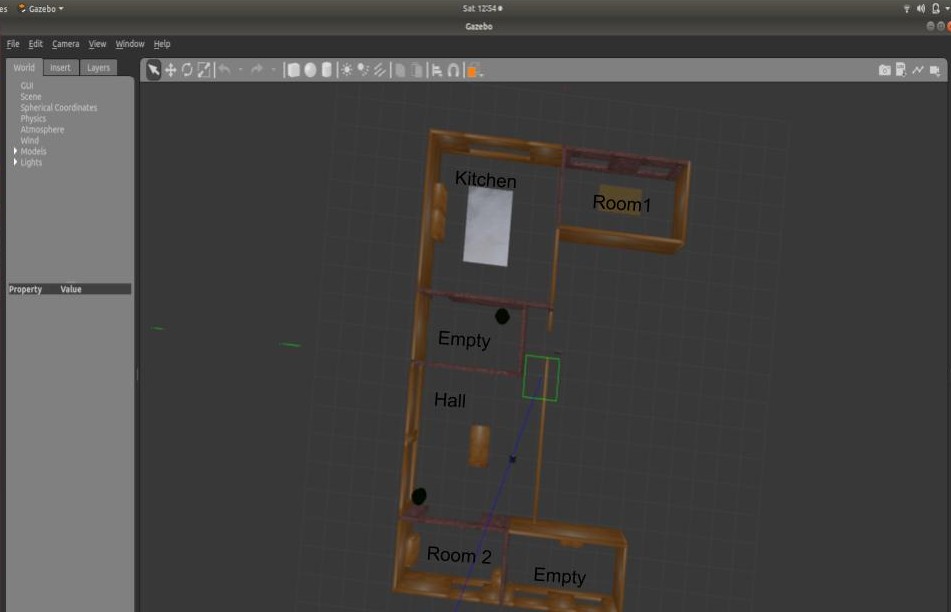 es Gazebo Sat 12:54
Gazebo
File Edit Camera View Window Help
World Insert Layers
GUI
Scene
Spherical Coordinates
Physics
Atmosphere
Wind
Models
Lights
Property Value
Kitchen
Room1
Empty
Hall
Room 2
Empty